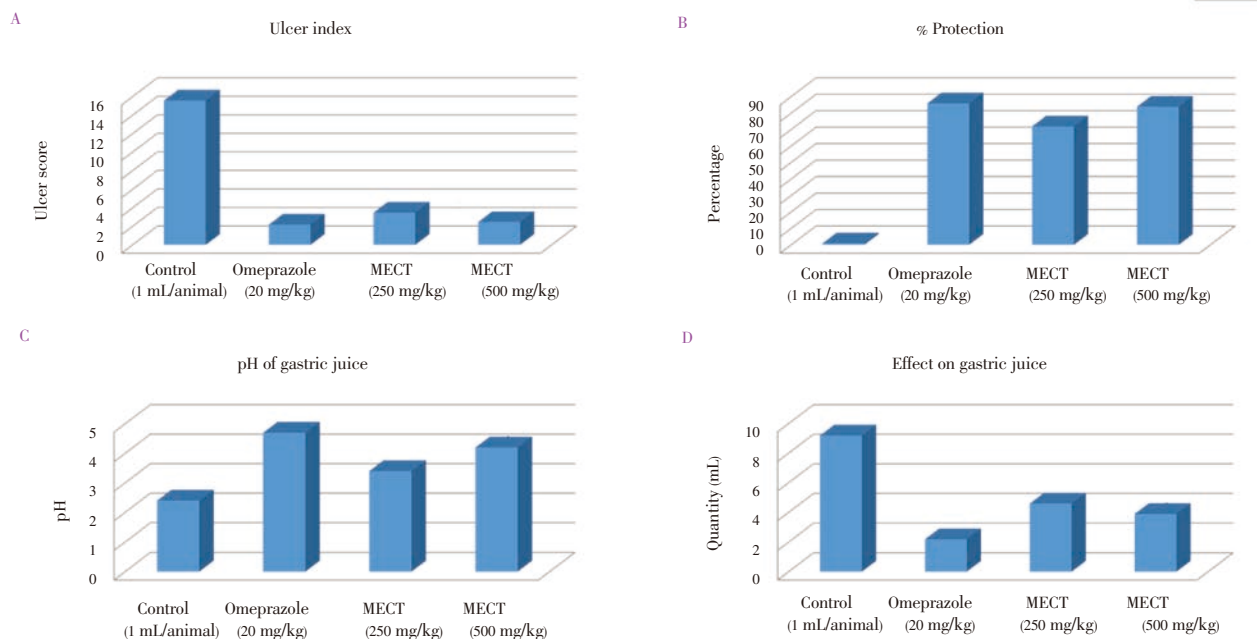 A
Ulcer index
Ulcer score
16
14
12
10
8
6
4
2
0
Control
(1 mL/animal)
Omeprazole
(20 mg/kg)
MECT
(250 mg/kg)
MECT
(500 mg/kg)
B
% Protection
Percentage
90
80
70
60
50
40
30
20
10
0
Control
(1 mL/animal)
Omeprazole
(20 mg/kg)
MECT
(250 mg/kg)
MECT
(500 mg/kg)
C
pH of gastric juice
pH
5
4
3
2
1
0
Control
(1 mL/animal)
Omeprazole
(20 mg/kg)
MECT
(250 mg/kg)
MECT
(500 mg/kg)
D
Effect on gastric juice
Quantity (mL)
10
8
6
4
2
0
Control
(1 mL/animal)
Omeprazole
(20 mg/kg)
MECT
(250 mg/kg)
MECT
(500 mg/kg)